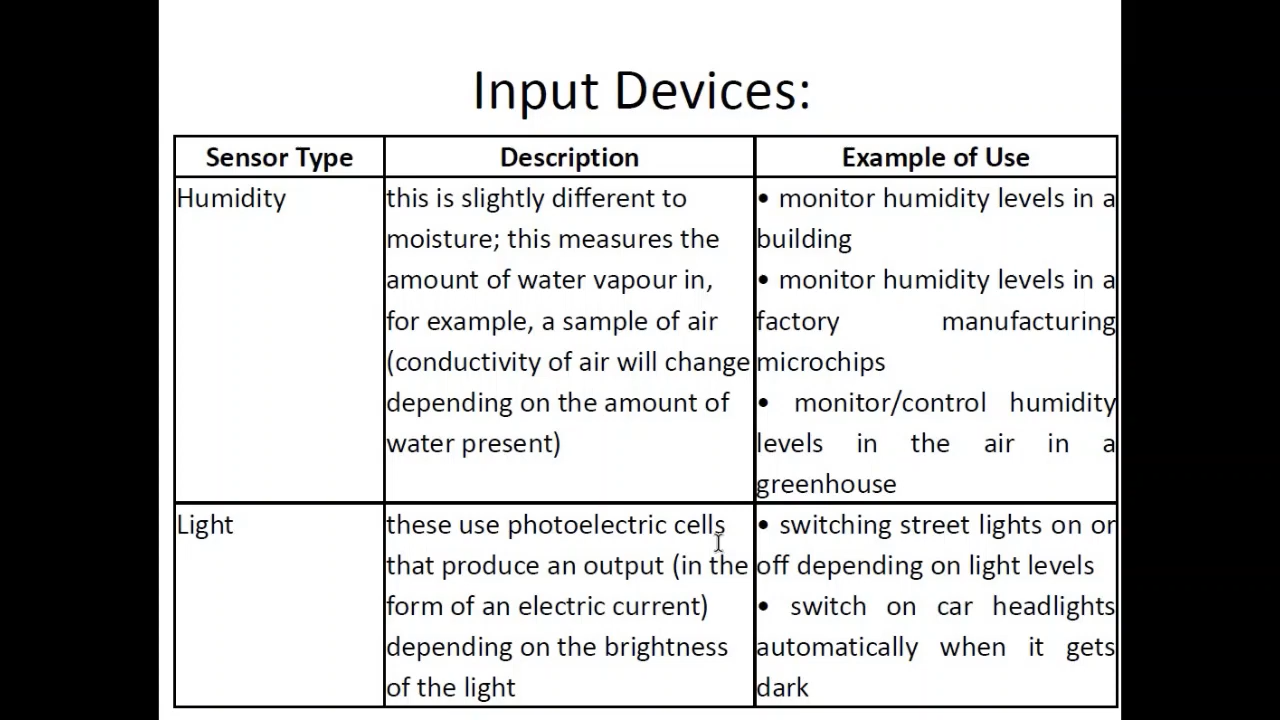 Input Devices:
Sensor Type
Description
Example of Use
Humidity
this is slightly different to
moisture; this measures the
amount of water vapour in,
for example, a sample of air
(conductivity of air will change
depending on the amount of
water present)
• monitor humidity levels in a
building
• monitor humidity levels in a
factory manufacturing
microchips
• monitor/control humidity
levels in the air in a
greenhouse
Light
these use photoelectric cells
that produce an output (in the
form of an electric current)
depending on the brightness
of the light
• switching street lights on or
off depending on light levels
• switch on car headlights
automatically when it gets
dark